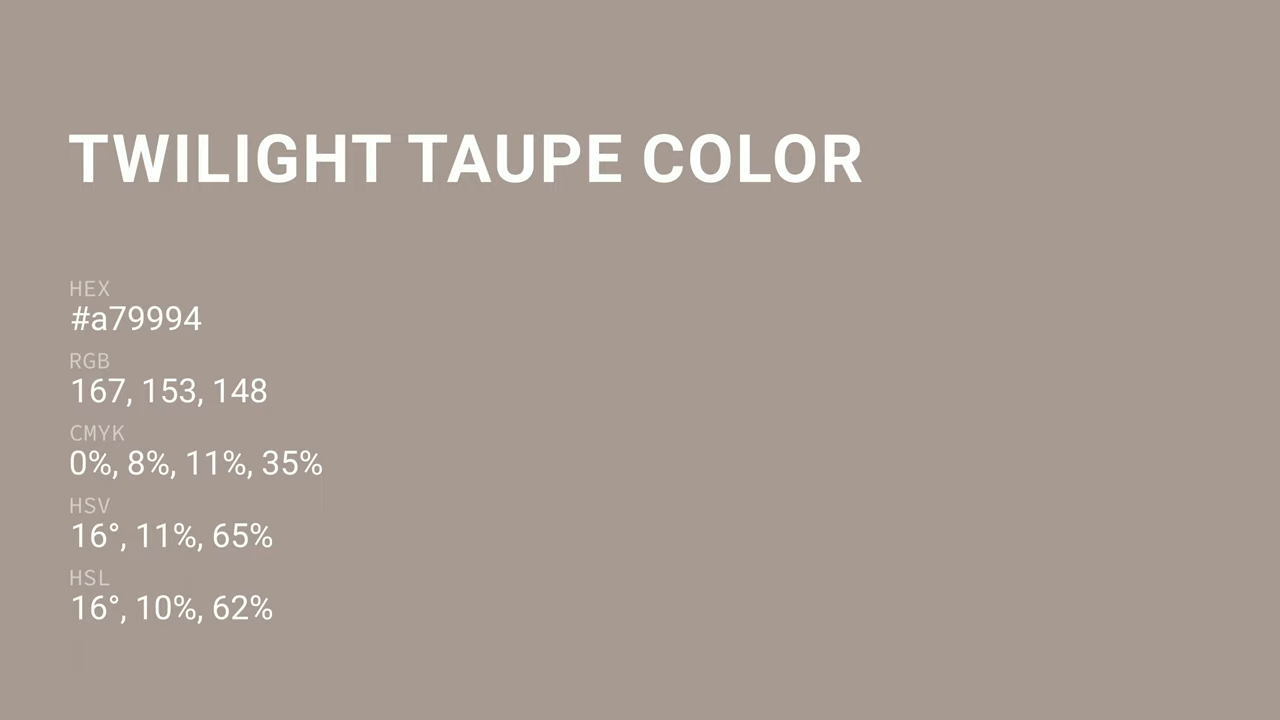 TWILIGHT TAUPE COLOR
HEX
#a79994
RGB
167, 153, 148
CMYK
0%, 8%, 11%, 35%
HSV
16°, 11%, 65%
HSL
16°, 10%, 62%